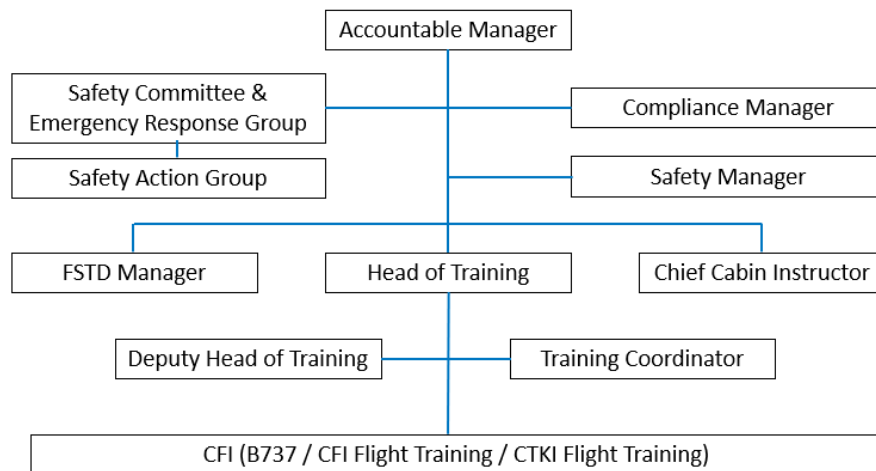 Accountable Manager
Safety Committee &
Emergency Response Group
Compliance Manager
Safety Action Group
Safety Manager
FSTD Manager
Head of Training
Chief Cabin Instructor
Deputy Head of Training
Training Coordinator
CFI (B737 / CFI Flight Training / CTKI Flight Training)